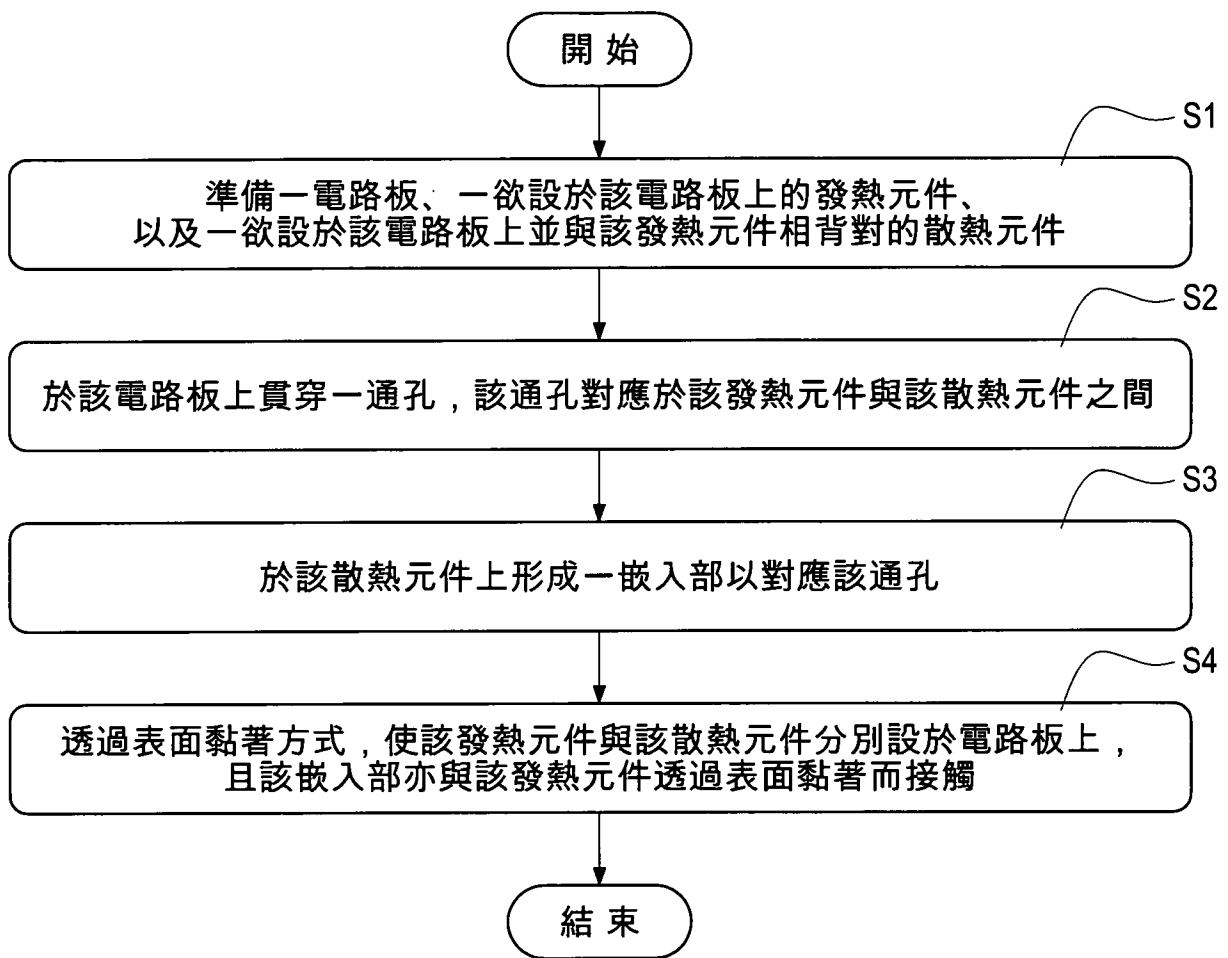 開始
S1
準備一電路板、一欲設於該電路板上的發熱元件、
以及一欲設於該電路板上並與該發熱元件相背對的散熱元件
S2
於該電路板上貫穿一通孔，該通孔對應於該發熱元件與該散熱元件之間
S3
於該散熱元件上形成一嵌入部以對應該通孔
S4
透過表面黏著方式，使該發熱元件與該散熱元件分別設於電路板上，
且該嵌入部亦與該發熱元件透過表面黏著而接觸
結束